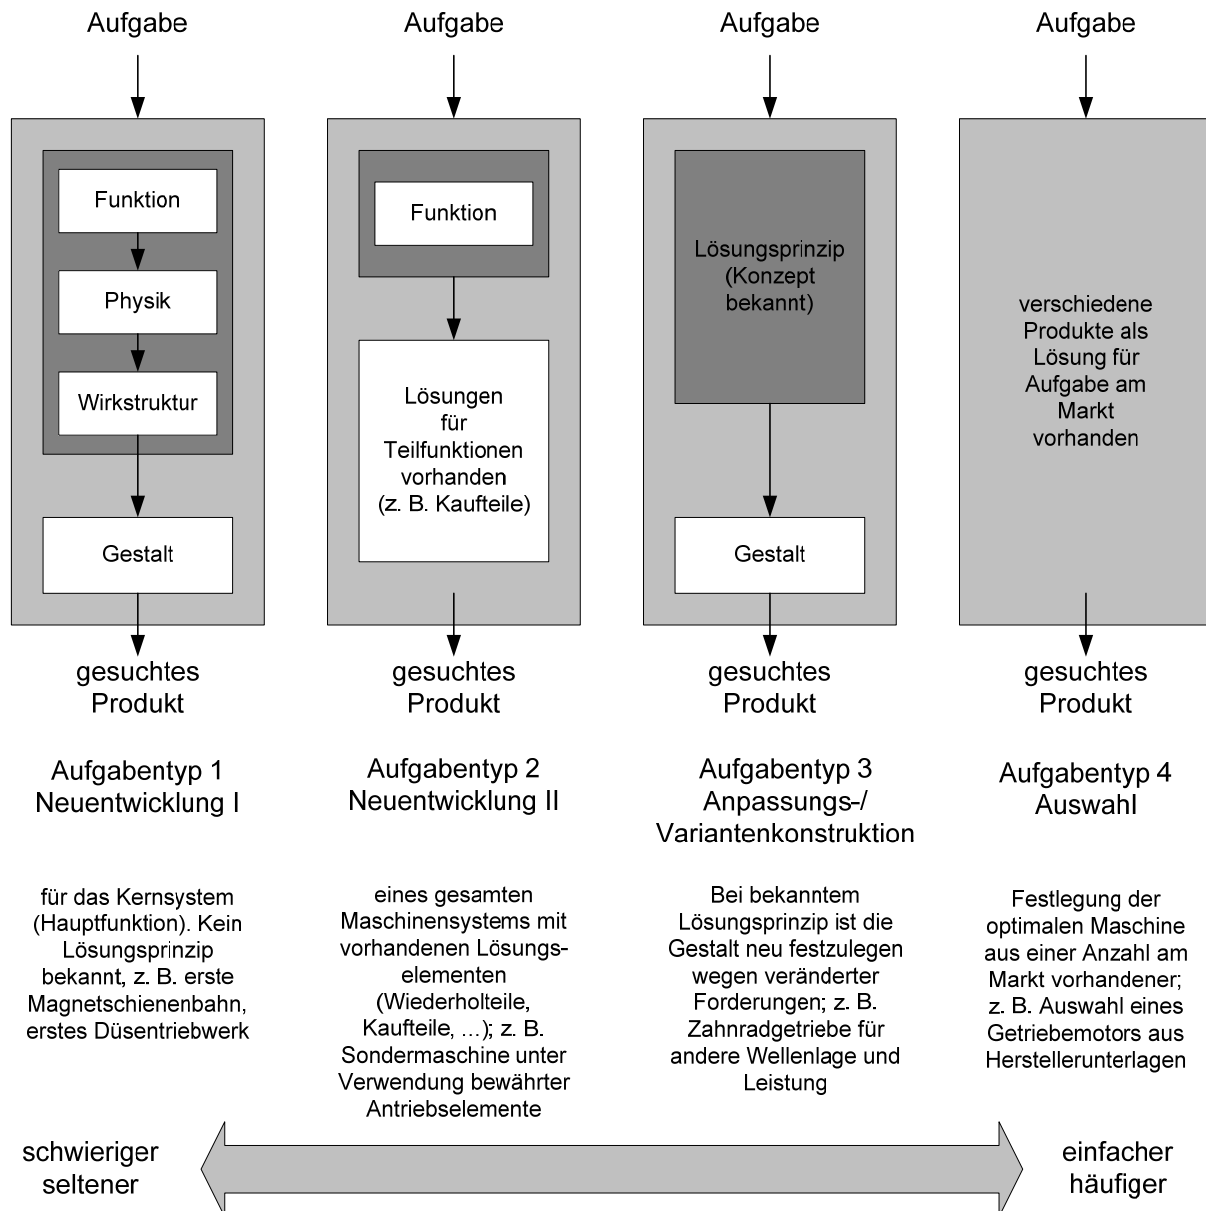 Aufgabe
Funktion
Physik
Wirkstruktur
Gestalt
gesuchtes
Produkt
Aufgabentyp 1
Neuentwicklung I
für das Kernsystem
(Hauptfunktion). Kein
Lösungsprinzip
bekannt, z. B. erste
Magnetschienenbahn,
erstes Düsentriebwerk
Aufgabe
Funktion
Lösungen
für
Teilfunktionen
vorhanden
(z. B. Kaufteile)
gesuchtes
Produkt
Aufgabentyp 2
Neuentwicklung II
eines gesamten
Maschinensystems mit
vorhandenen Lösungs-
elementen
(Wiederholteile,
Kaufteile, ...); z. B.
Sondermaschine unter
Verwendung bewährter
Antriebselemente
Aufgabe
Lösungsprinzip
(Konzept
bekannt)
Gestalt
gesuchtes
Produkt
Aufgabentyp 3
Anpassungs-/
Variantenkonstruktion
Bei bekanntem
Lösungsprinzip ist die
Gestalt neu festzulegen
wegen veränderter
Forderungen; z. B.
Zahnradgetriebe für
andere Wellenlage und
Leistung
Aufgabe
verschiedene
Produkte als
Lösung für
Aufgabe am
Markt
vorhanden
gesuchtes
Produkt
Aufgabentyp 4
Auswahl
Festlegung der
optimalen Maschine
aus einer Anzahl am
Markt vorhandener;
z. B. Auswahl eines
Getriebemotors aus
Herstellerunterlagen
schwieriger
seltener
einfacher
häufiger